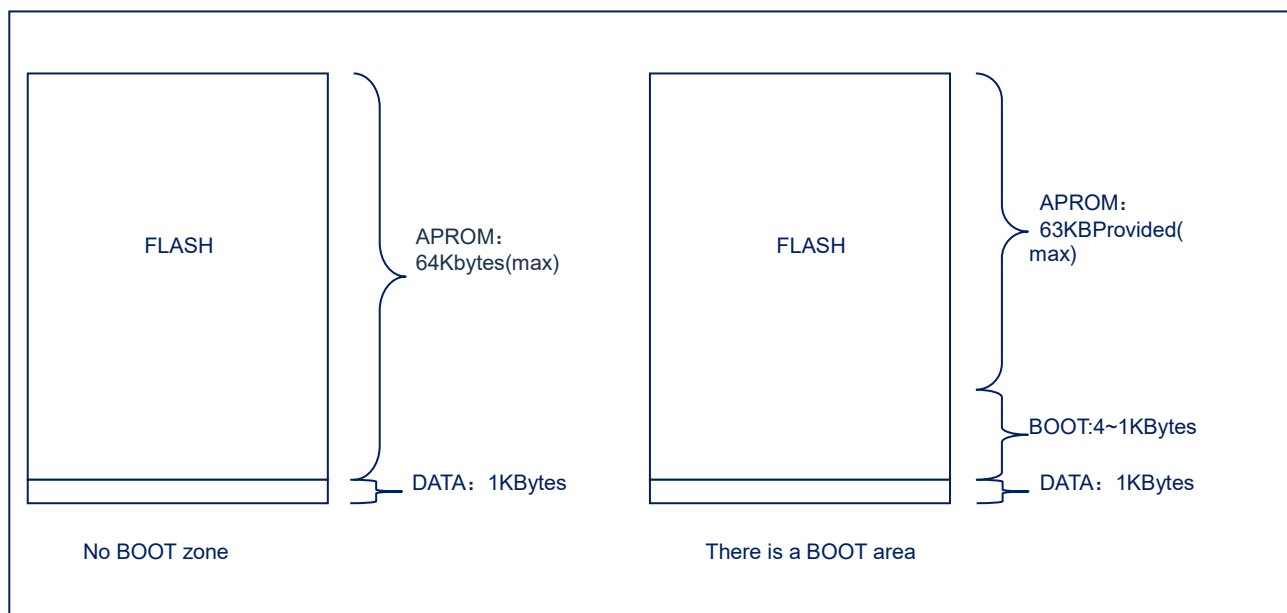 FLASH
APROM：
64Kbytes(max)
DATA：1KBytes
No BOOT zone
FLASH
APROM：
63KBProvided(
max)
BOOT:4~1KBytes
DATA：1KBytes
There is a BOOT area